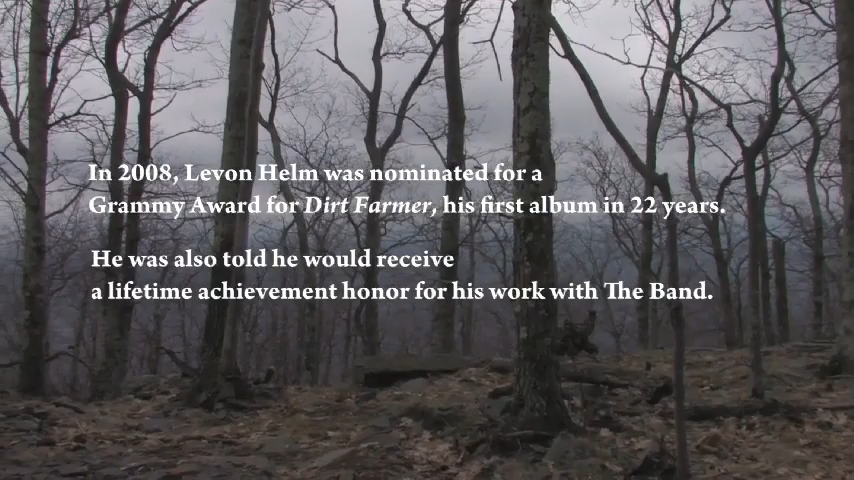 In 2008, Levon Helm was nominated for a
Grammy Award for Dirt Farmer, his first album in 22 years.
He was also told he would receive
a lifetime achievement honor for his work with The Band.